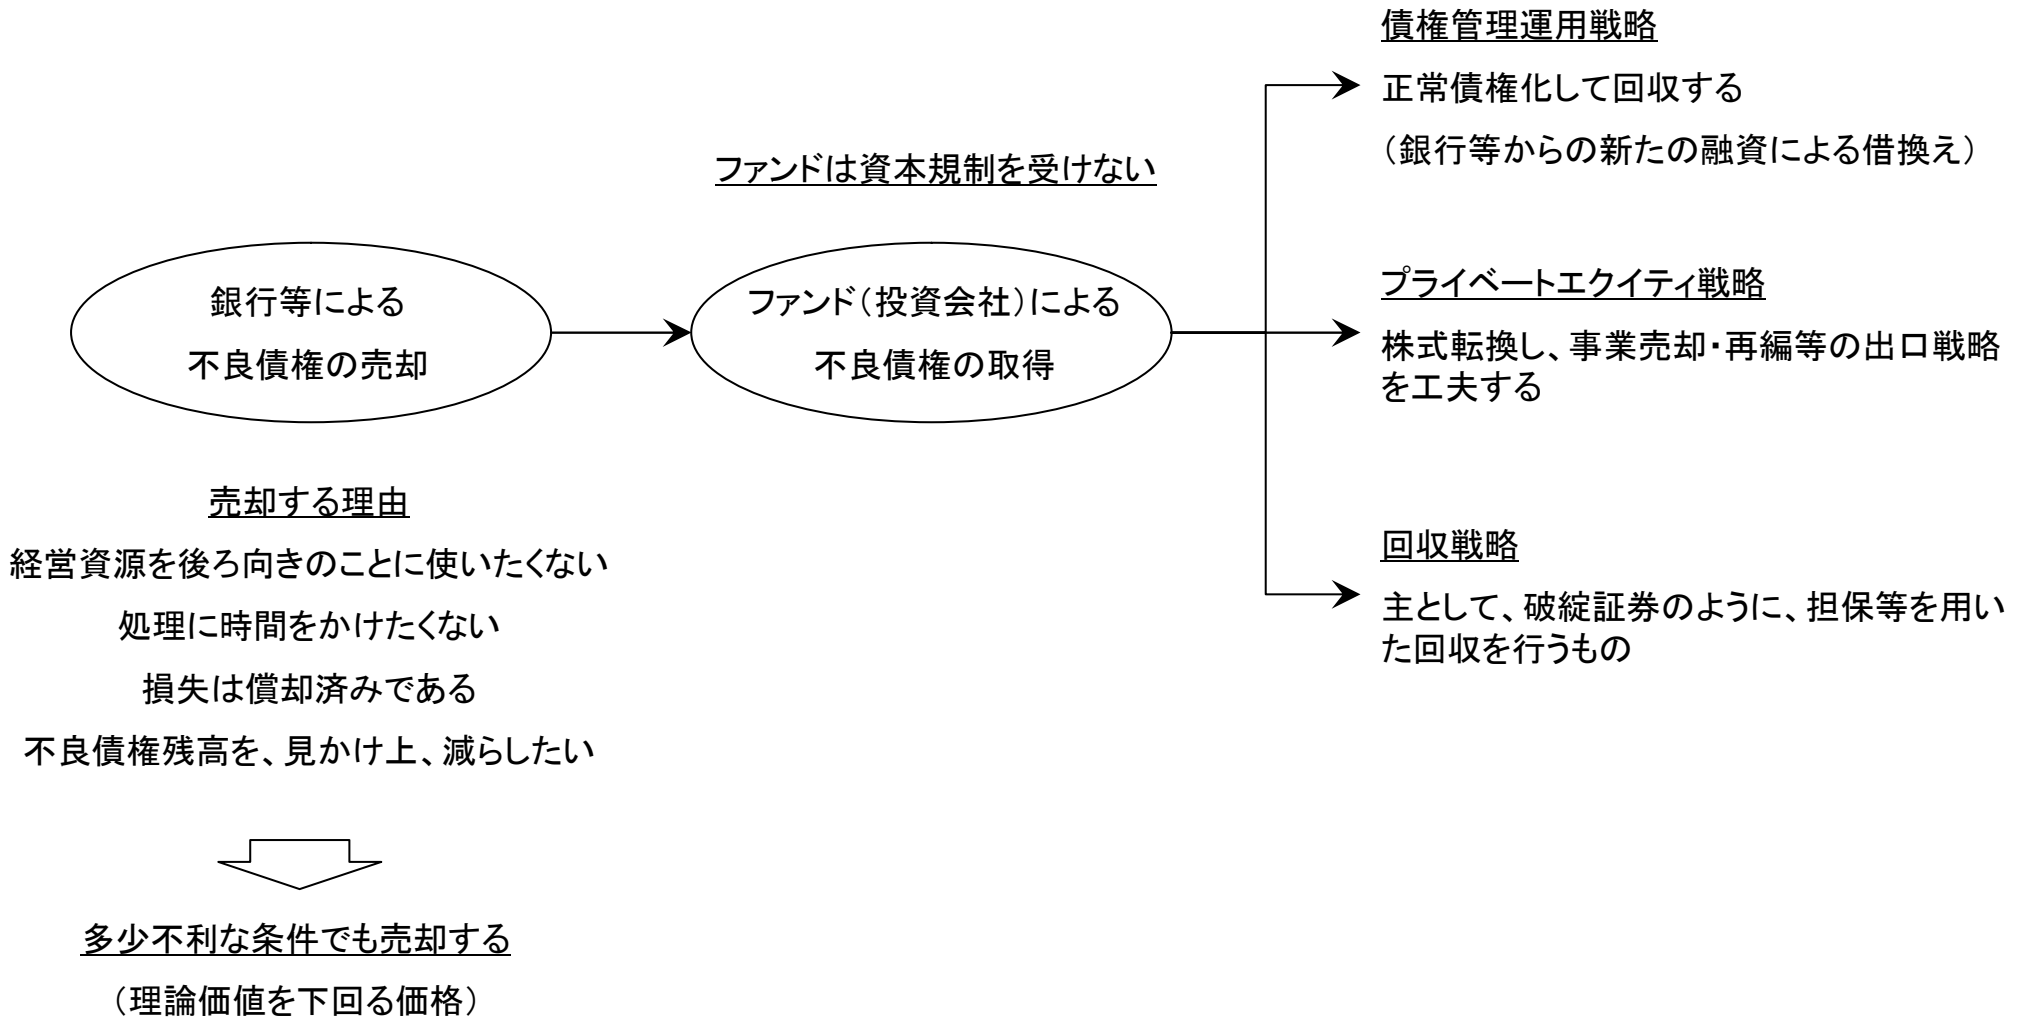 債権管理運用戦略
正常債権化して回収する
（銀行等からの新たの融資による借換え）
ファンドは資本規制を受けない
銀行等による
不良債権の売却
ファンド（投資会社）による
不良債権の取得
プライベートエクイティ戦略
株式転換し、事業売却・再編等の出口戦略
を工夫する
売却する理由
経営資源を後ろ向きのことに使いたくない
処理に時間をかけたくない
損失は償却済みである
不良債権残高を、見かけ上、減らしたい
回収戦略
主として、破綻証券のように、担保等を用い
た回収を行うもの
多少不利な条件でも売却する
（理論価値を下回る価格）